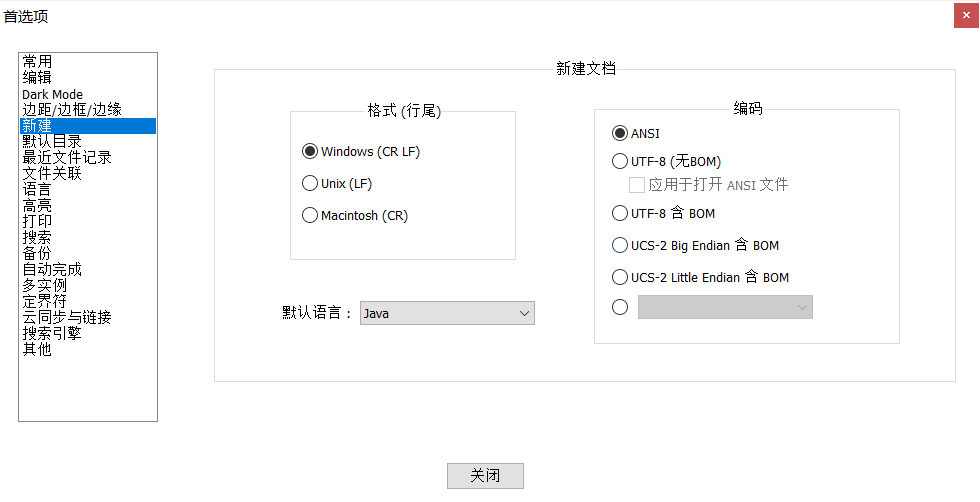 首选项
常用
编辑
Dark Mode
边距/边框/边缘
新建
默认目录
最近文件记录
文件关联
语言
高亮
打印
搜索
备份
自动完成
多实例
定界符
云同步与链接
搜索引擎
其他
新建文档
格式 (行尾)
Windows (CR LF)
Unix (LF)
Macintosh (CR)
默认语言：
Java
编码
ANSI
UTF-8 (无BOM)
应用于打开 ANSI 文件
UTF-8 含 BOM
UCS-2 Big Endian 含 BOM
UCS-2 Little Endian 含 BOM
关闭